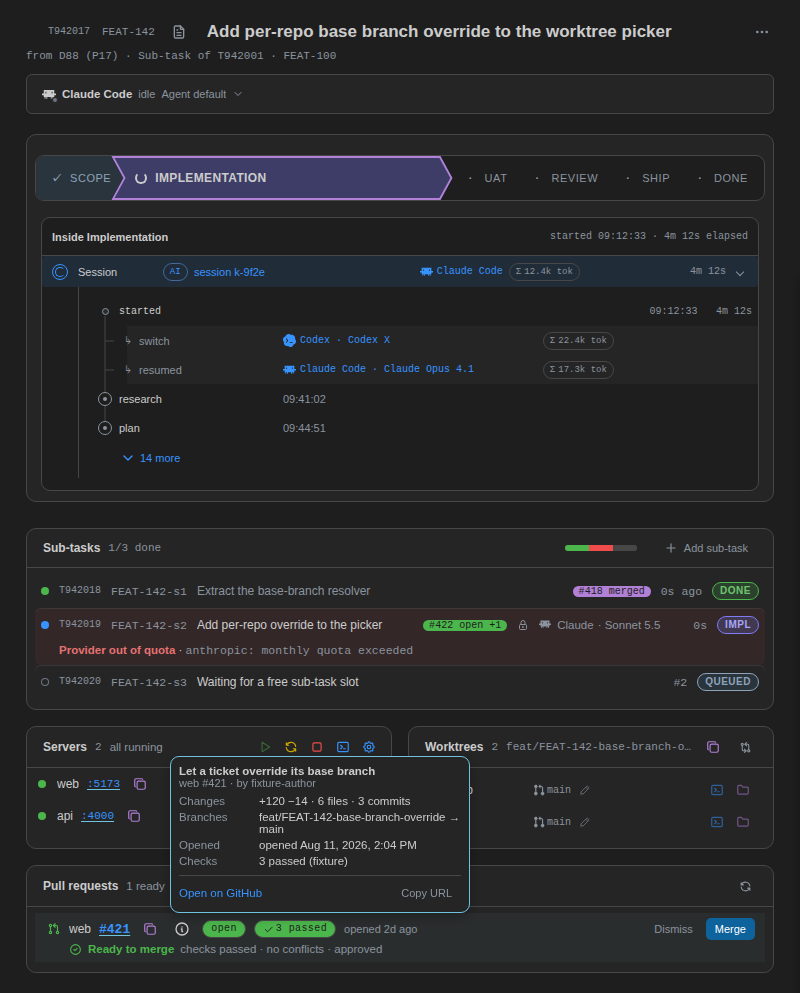 T942017 FEAT-142 Add per-repo base branch override to the worktree picker
from D88 (P17) · Sub-task of T942001 · FEAT-100
Claude Code idle Agent default
SCOPE IMPLEMENTATION · UAT · REVIEW · SHIP · DONE
Inside Implementation started 09:12:33 · 4m 12s elapsed
Session AI session k-9f2e Claude Code Σ 12.4k tok 4m 12s
started 09:12:33 4m 12s
↳ switch Codex · Codex X Σ 22.4k tok
↳ resumed Claude Code · Claude Opus 4.1 Σ 17.3k tok
research 09:41:02
plan 09:44:51
14 more
Sub-tasks 1/3 done Add sub-task
T942018 FEAT-142-s1 Extract the base-branch resolver #418 merged 0s ago DONE
T942019 FEAT-142-s2 Add per-repo override to the picker #422 open +1 Claude · Sonnet 5.5 0s IMPL
Provider out of quota · anthropic: monthly quota exceeded
T942020 FEAT-142-s3 Waiting for a free sub-task slot #2 QUEUED
Servers 2 all running
Worktrees 2 feat/FEAT-142-base-branch-o…
web :5173
api :4000
main
main
Let a ticket override its base branch
web #421 · by fixture-author
Changes +120 −14 · 6 files · 3 commits
Branches feat/FEAT-142-base-branch-override →
main
Opened opened Aug 11, 2026, 2:04 PM
Checks 3 passed (fixture)
Open on GitHub Copy URL
Pull requests 1 ready
web #421 open 3 passed opened 2d ago Dismiss Merge
Ready to merge checks passed · no conflicts · approved